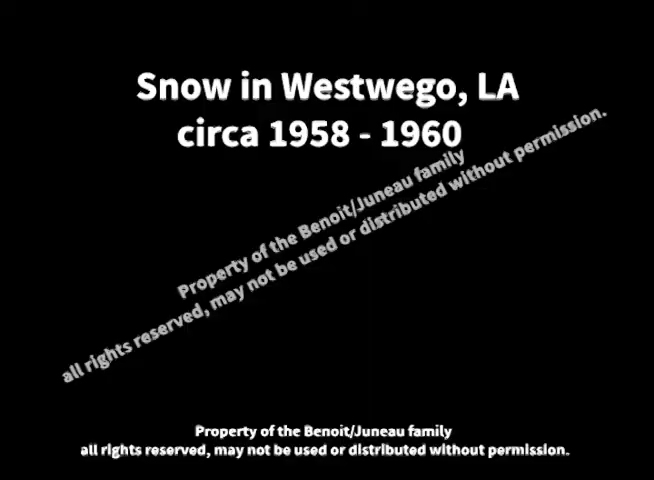 Snow in Westwego, LA
circa 1958 - 1960
Property of the Benoit/Juneau family
all rights reserved, may not be used or distributed without permission.
Property of the Benoit/Juneau family
all rights reserved, may not be used or distributed without permission.